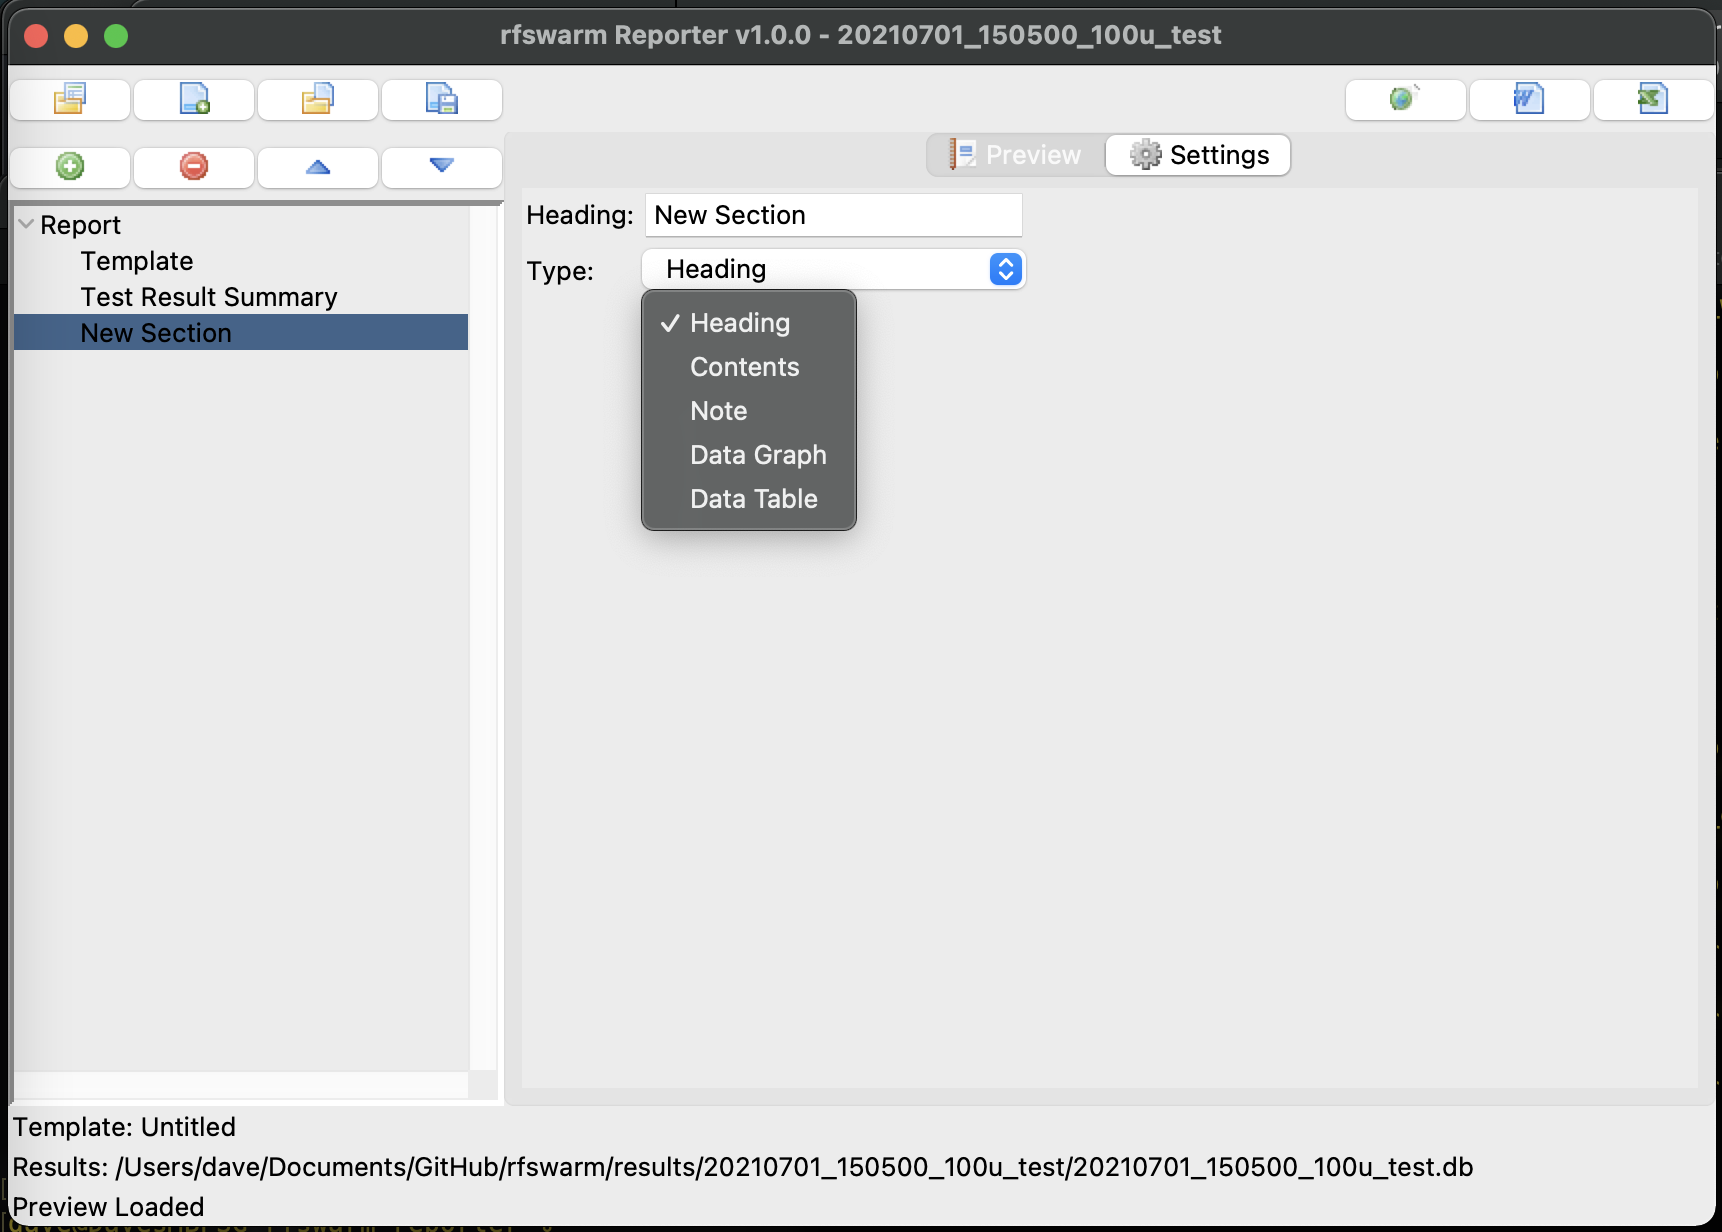 rfswarm Reporter v1.0.0 - 20210701_150500_100u_test
Preview
Settings
Report
Template
Test Result Summary
New Section
Heading: New Section
Type: Heading
✓ Heading
Contents
Note
Data Graph
Data Table
Template: Untitled
Results: /Users/dave/Documents/GitHub/rfswarm/results/20210701_150500_100u_test/20210701_150500_100u_test.db
Preview Loaded